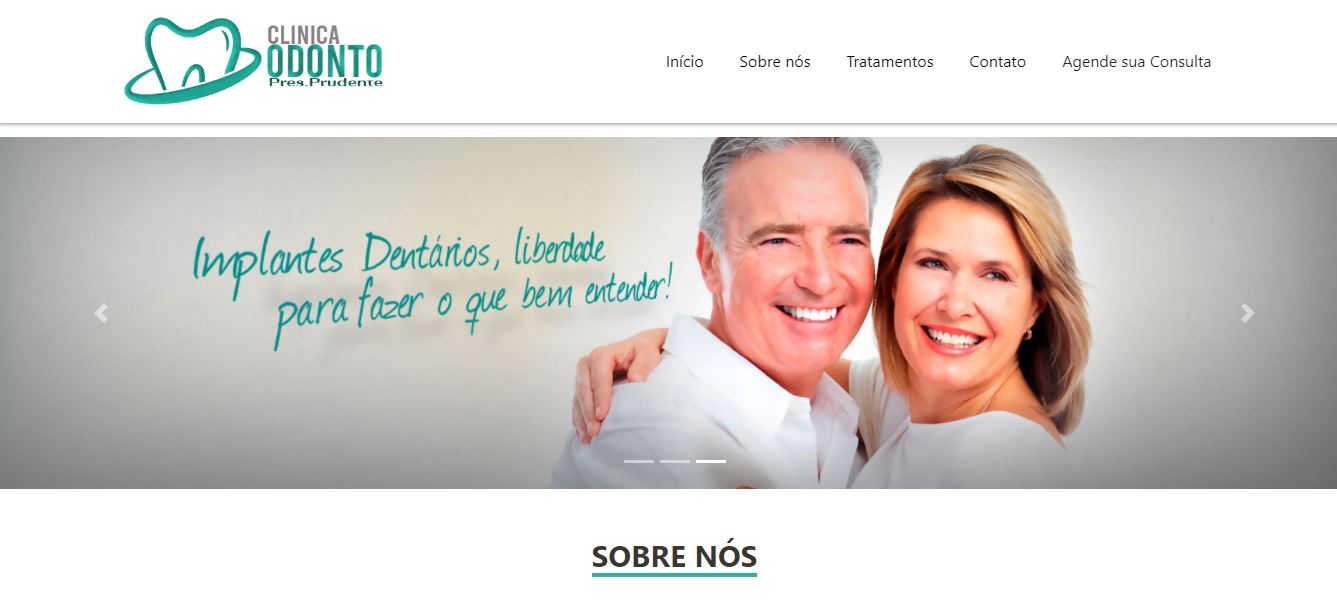 CLINICA
ODONTO
Pres.Prudente
Início Sobre nós Tratamentos Contato Agende sua Consulta
Implantes Dentários, liberdade
para fazer o que bem entender!
SOBRE NÓS